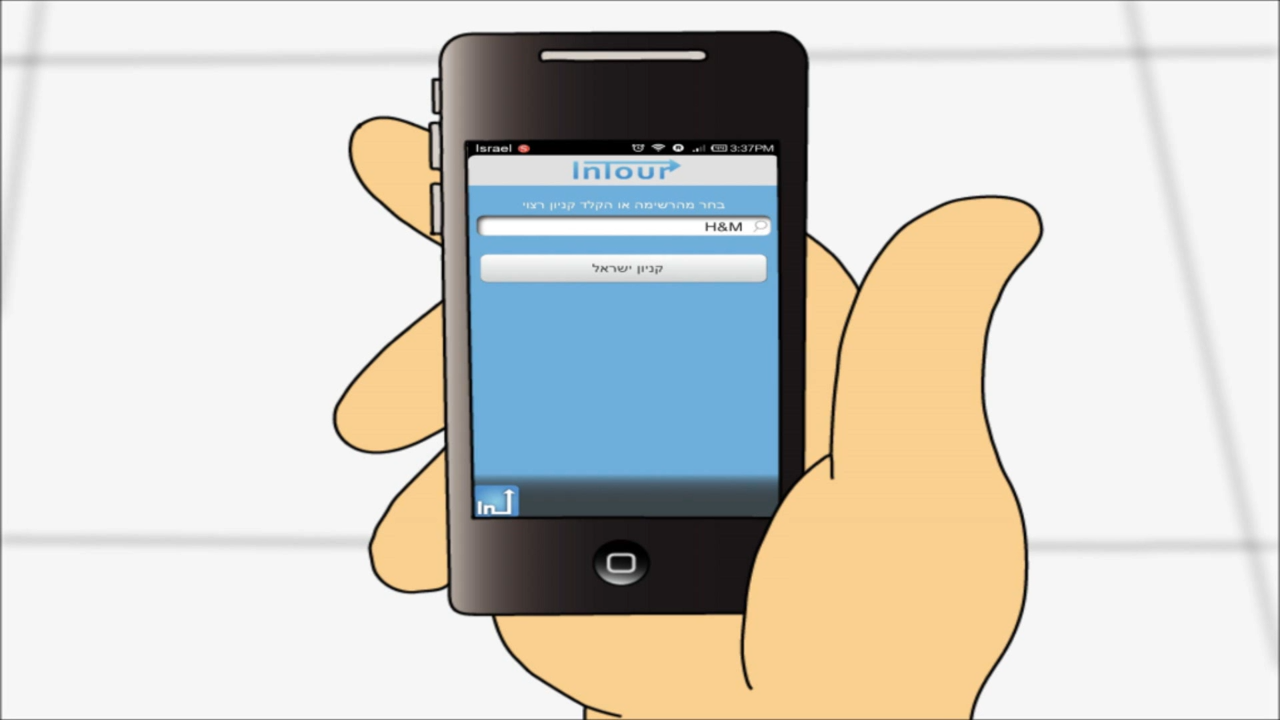 Israel 3:37PM
InTour
בחר מהרשימה או הקלד קניון רצוי
H&M
קניון ישראל
In